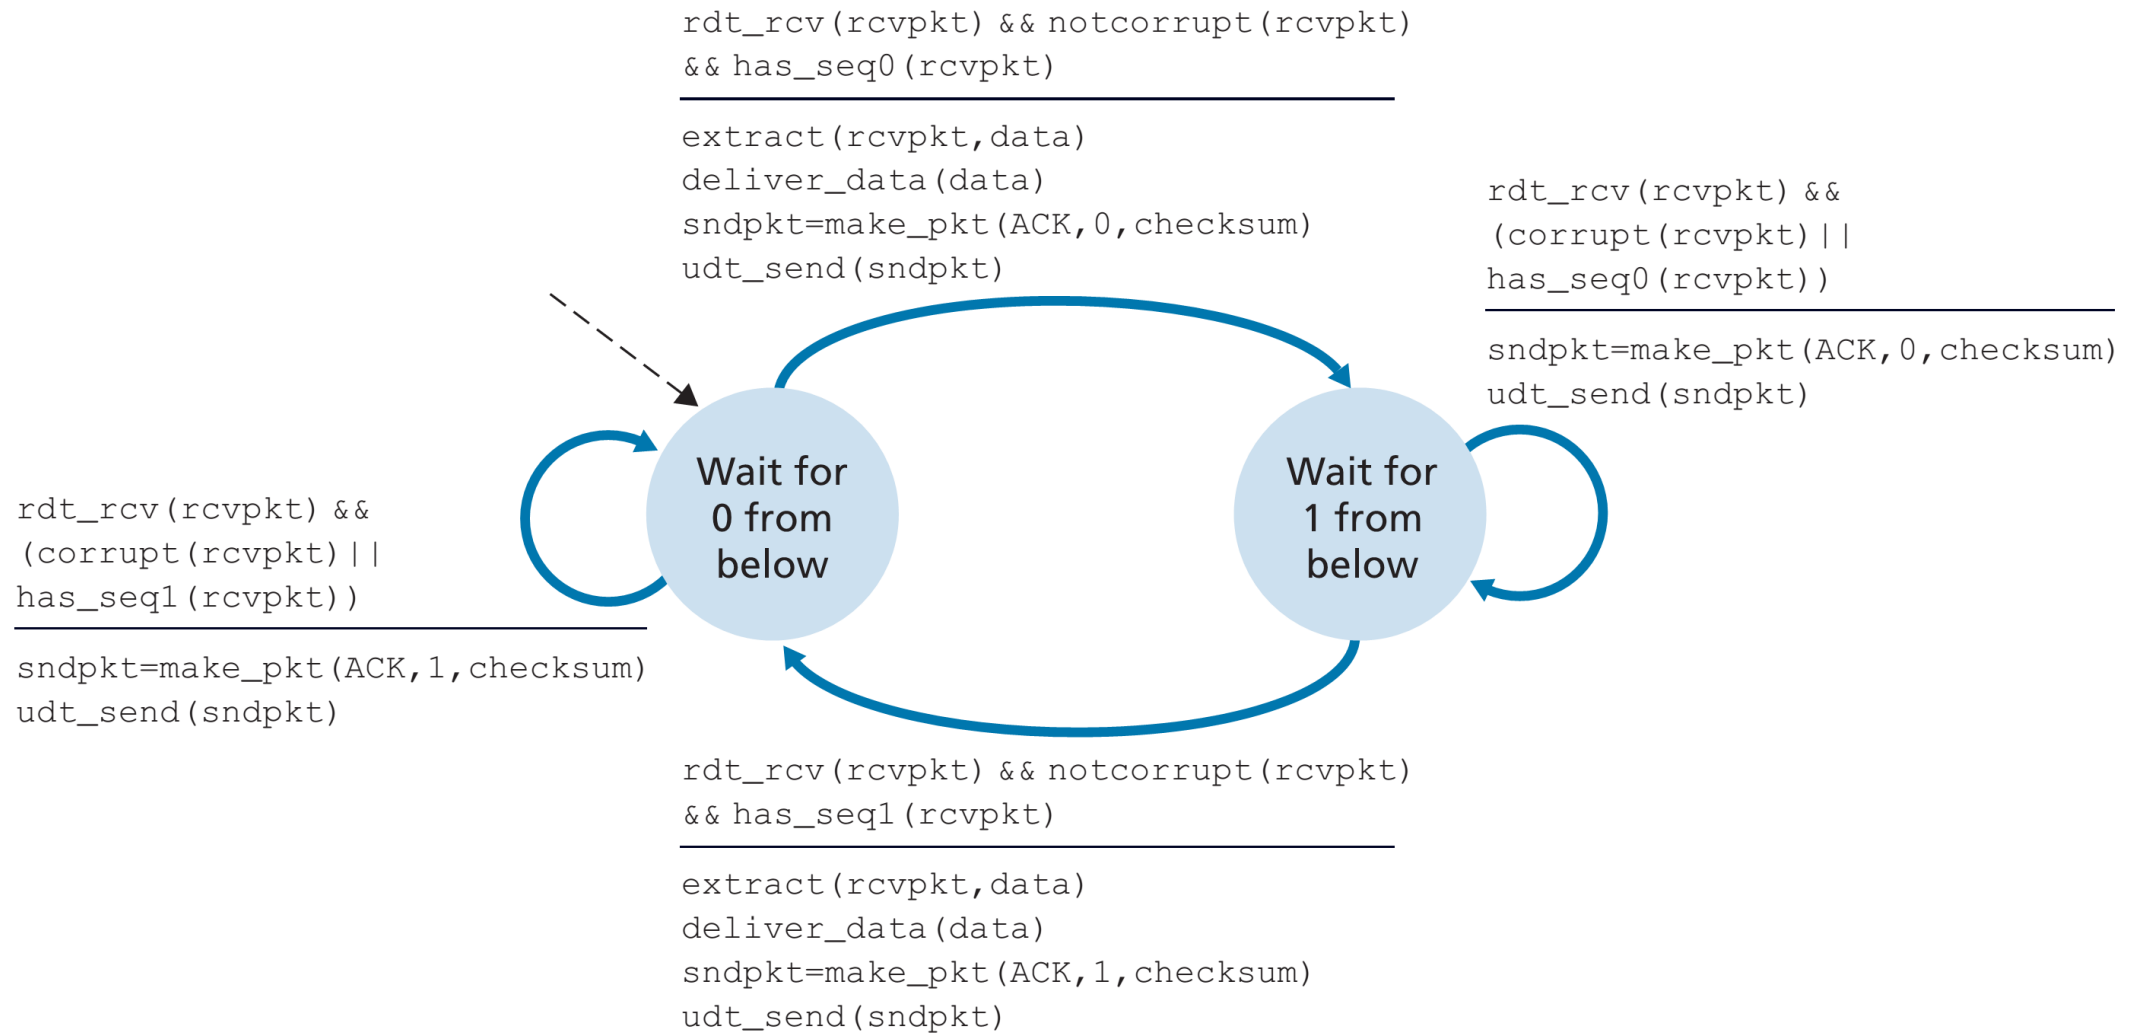 rdt_rcv(rcvpkt) && notcorrupt(rcvpkt)
&& has_seq0(rcvpkt)
extract(rcvpkt,data)
deliver_data(data)
sndpkt=make_pkt(ACK,0,checksum)
udt_send(sndpkt)
rdt_rcv(rcvpkt) &&
(corrupt(rcvpkt)||
has_seq0(rcvpkt))
sndpkt=make_pkt(ACK,0,checksum)
udt_send(sndpkt)
Wait for
0 from
below
Wait for
1 from
below
rdt_rcv(rcvpkt) &&
(corrupt(rcvpkt)||
has_seq1(rcvpkt))
sndpkt=make_pkt(ACK,1,checksum)
udt_send(sndpkt)
rdt_rcv(rcvpkt) && notcorrupt(rcvpkt)
&& has_seq1(rcvpkt)
extract(rcvpkt,data)
deliver_data(data)
sndpkt=make_pkt(ACK,1,checksum)
udt_send(sndpkt)